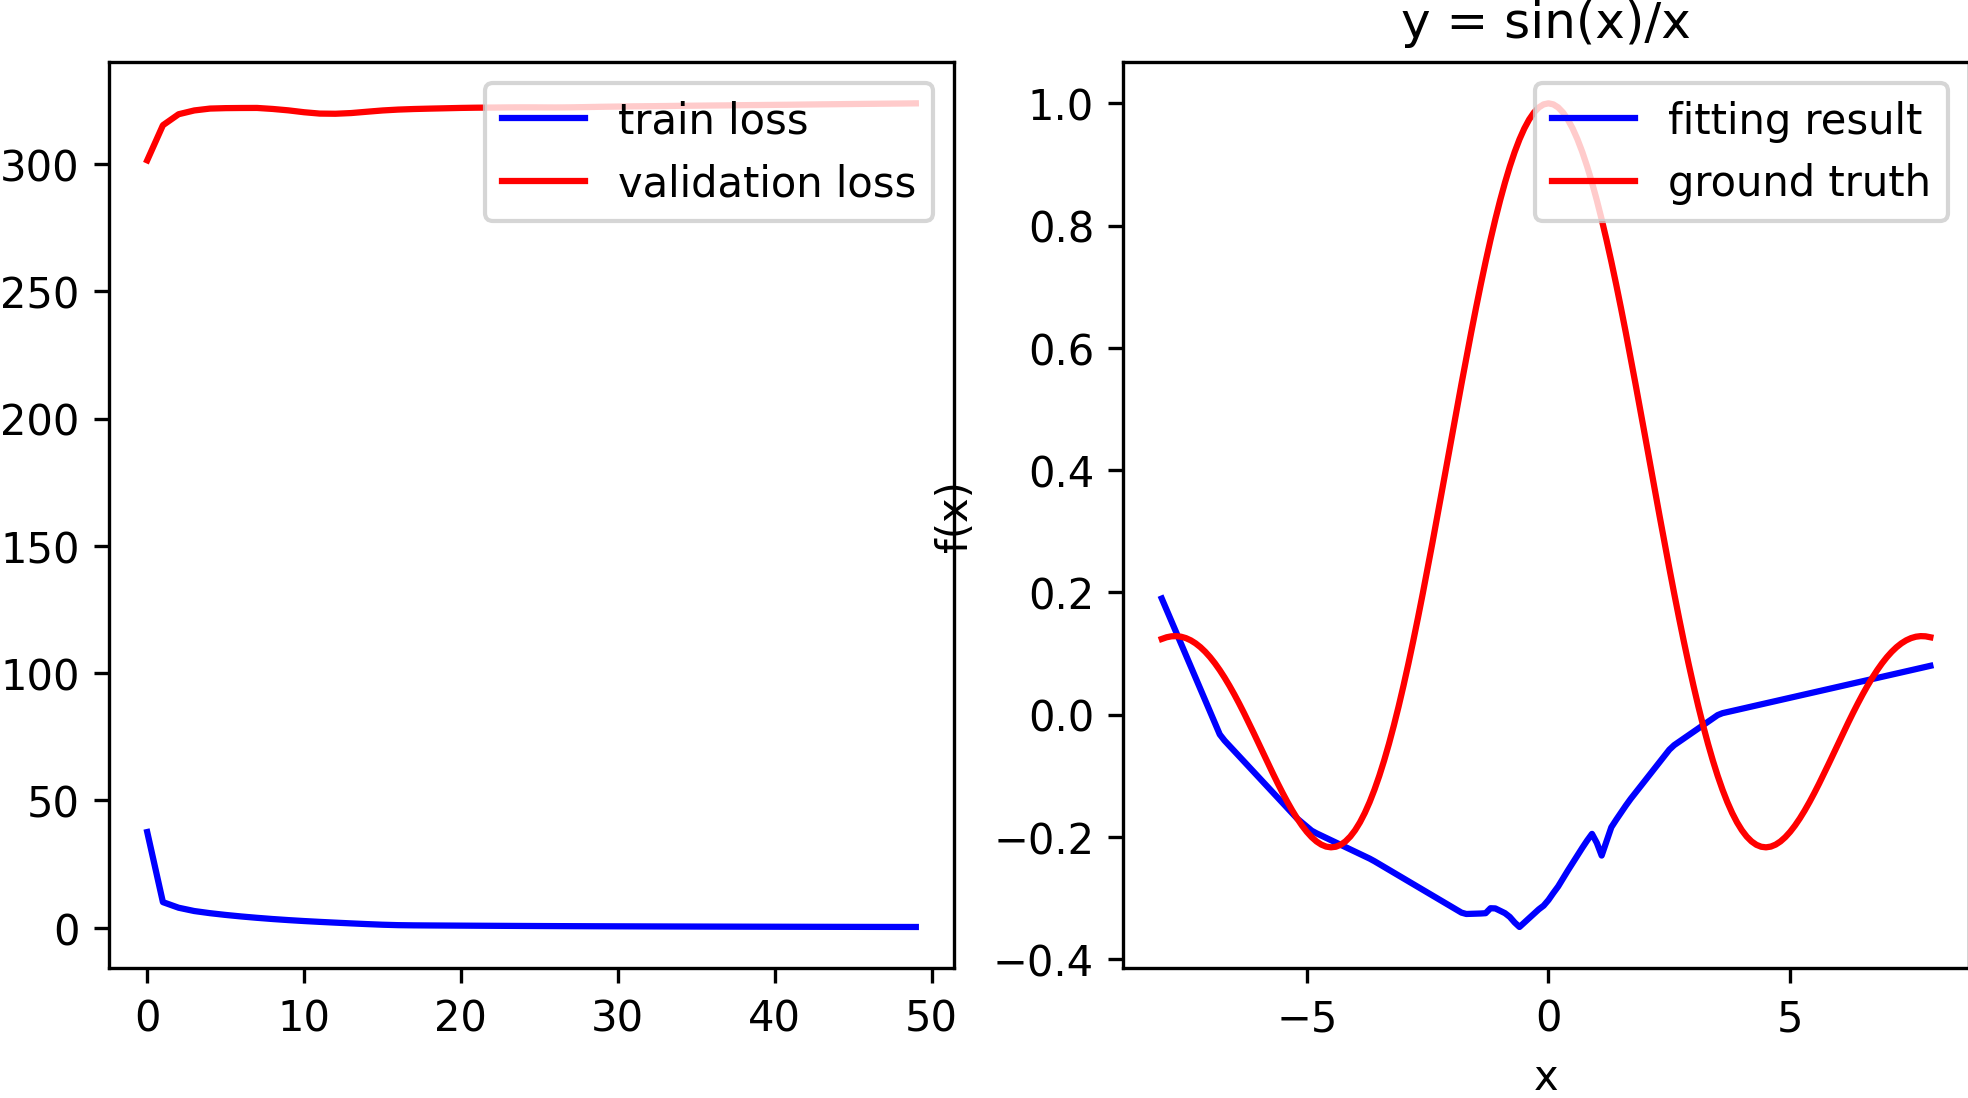 300
250
200
150
100
50
0
0 10 20 30 40 50
train loss
validation loss
y = sin(x)/x
f(x)
1.0
0.8
0.6
0.4
0.2
0.0
−0.2
−0.4
−5 0 5
x
fitting result
ground truth